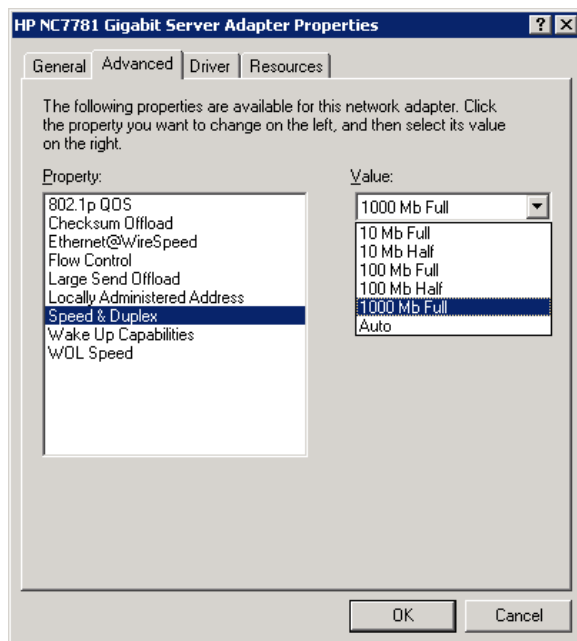 HP NC7781 Gigabit Server Adapter Properties
General Advanced Driver Resources
The following properties are available for this network adapter. Click
the property you want to change on the left, and then select its value
on the right.
Property:
802.1p QOS
Checksum Offload
Ethernet@WireSpeed
Flow Control
Large Send Offload
Locally Administered Address
Speed & Duplex
Wake Up Capabilities
WOL Speed
Value:
1000 Mb Full
10 Mb Full
10 Mb Half
100 Mb Full
100 Mb Half
1000 Mb Full
Auto
OK Cancel